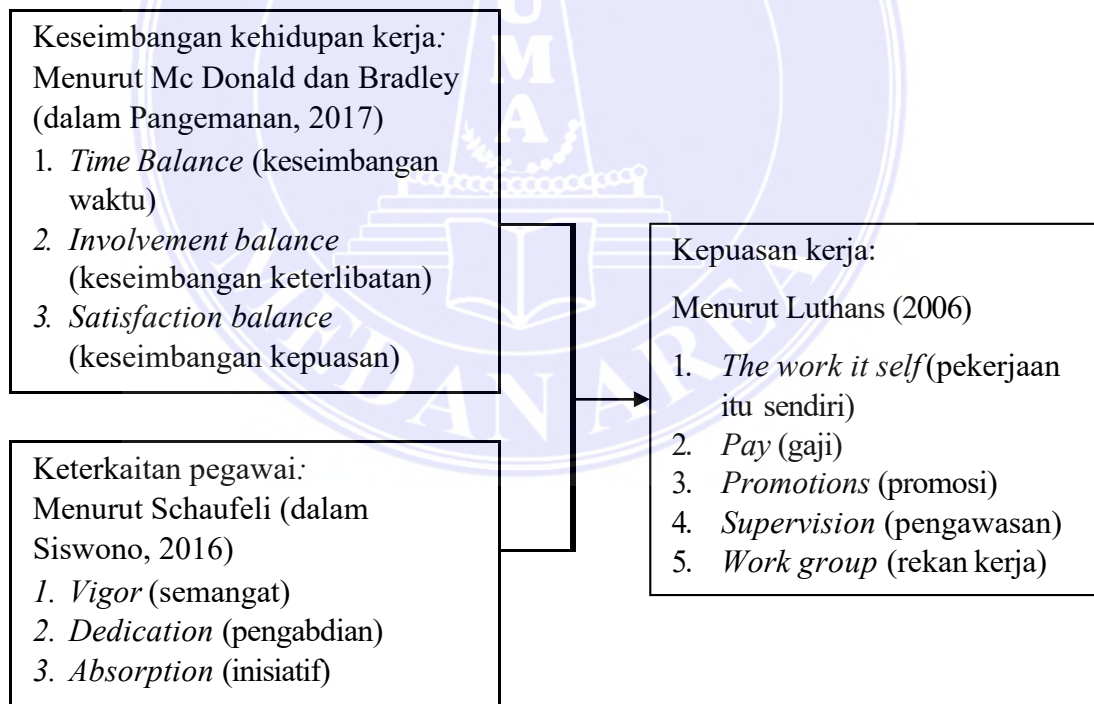 Keseimbangan kehidupan kerja:
Menurut Mc Donald dan Bradley
(dalam Pangemanan, 2017)
1. Time Balance (keseimbangan
waktu)
2. Involvement balance
(keseimbangan keterlibatan)
3. Satisfaction balance
(keseimbangan kepuasan)
Keterkaitan pegawai:
Menurut Schaufeli (dalam
Siswono, 2016)
1. Vigor (semangat)
2. Dedication (pengabdian)
3. Absorption (inisiatif)
Kepuasan kerja:
Menurut Luthans (2006)
1. The work it self (pekerjaan
itu sendiri)
2. Pay (gaji)
3. Promotions (promosi)
4. Supervision (pengawasan)
5. Work group (rekan kerja)
UMA
MEDAN AREA